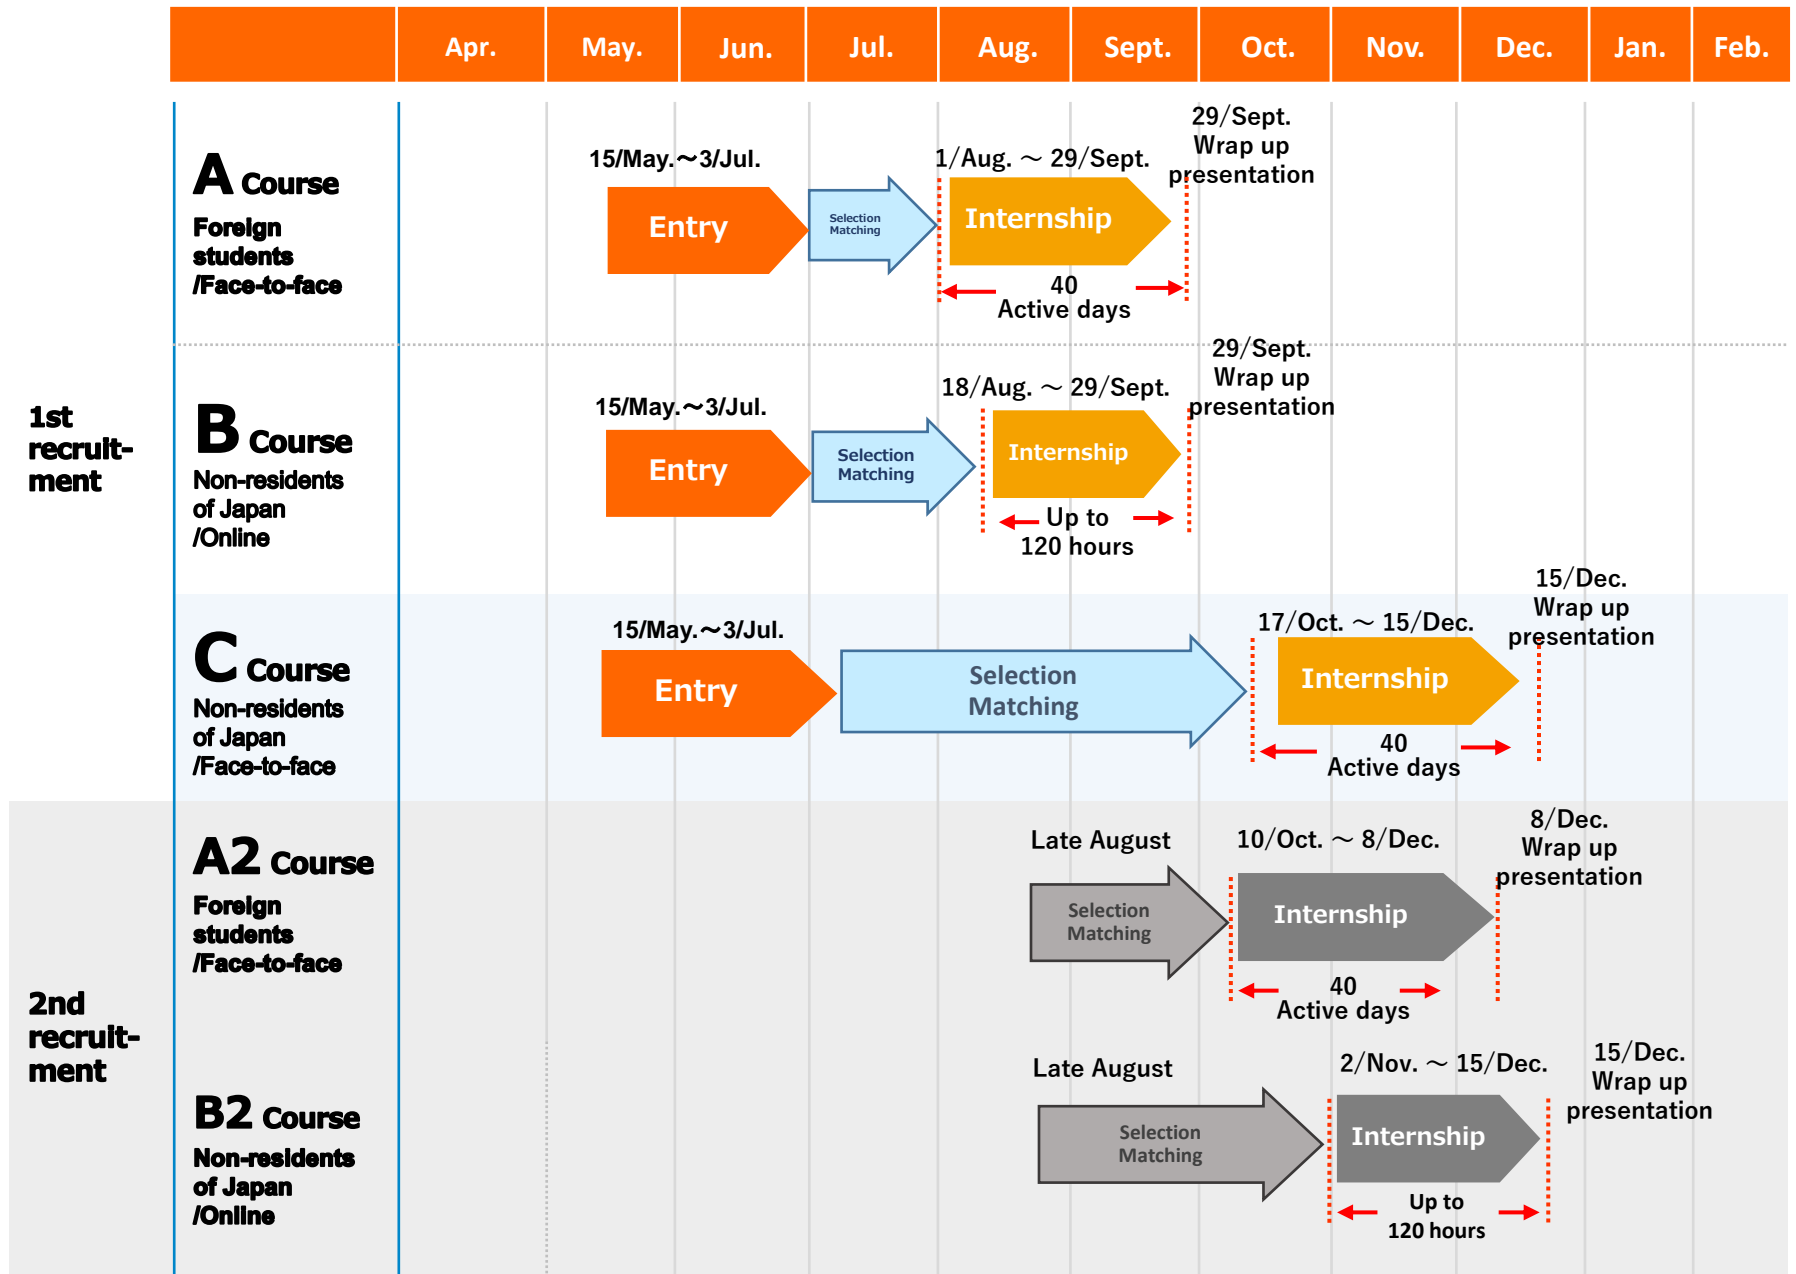 Apr. May. Jun. Jul. Aug. Sept. Oct. Nov. Dec. Jan. Feb.
1st
recruit-
ment
A Course
Foreign
students
/Face-to-face
15/May.～3/Jul.
Entry
Selection
Matching
1/Aug. ～ 29/Sept.
Internship
40
Active days
29/Sept.
Wrap up
presentation
B Course
Non-residents
of Japan
/Online
15/May.～3/Jul.
Entry
Selection
Matching
18/Aug. ～ 29/Sept.
Internship
Up to
120 hours
29/Sept.
Wrap up
presentation
C Course
Non-residents
of Japan
/Face-to-face
15/May.～3/Jul.
Entry
Selection
Matching
17/Oct. ～ 15/Dec.
Internship
40
Active days
15/Dec.
Wrap up
presentation
2nd
recruit-
ment
A2 Course
Foreign
students
/Face-to-face
Late August
Selection
Matching
10/Oct. ～ 8/Dec.
Internship
40
Active days
8/Dec.
Wrap up
presentation
B2 Course
Non-residents
of Japan
/Online
Late August
Selection
Matching
2/Nov. ～ 15/Dec.
Internship
Up to
120 hours
15/Dec.
Wrap up
presentation